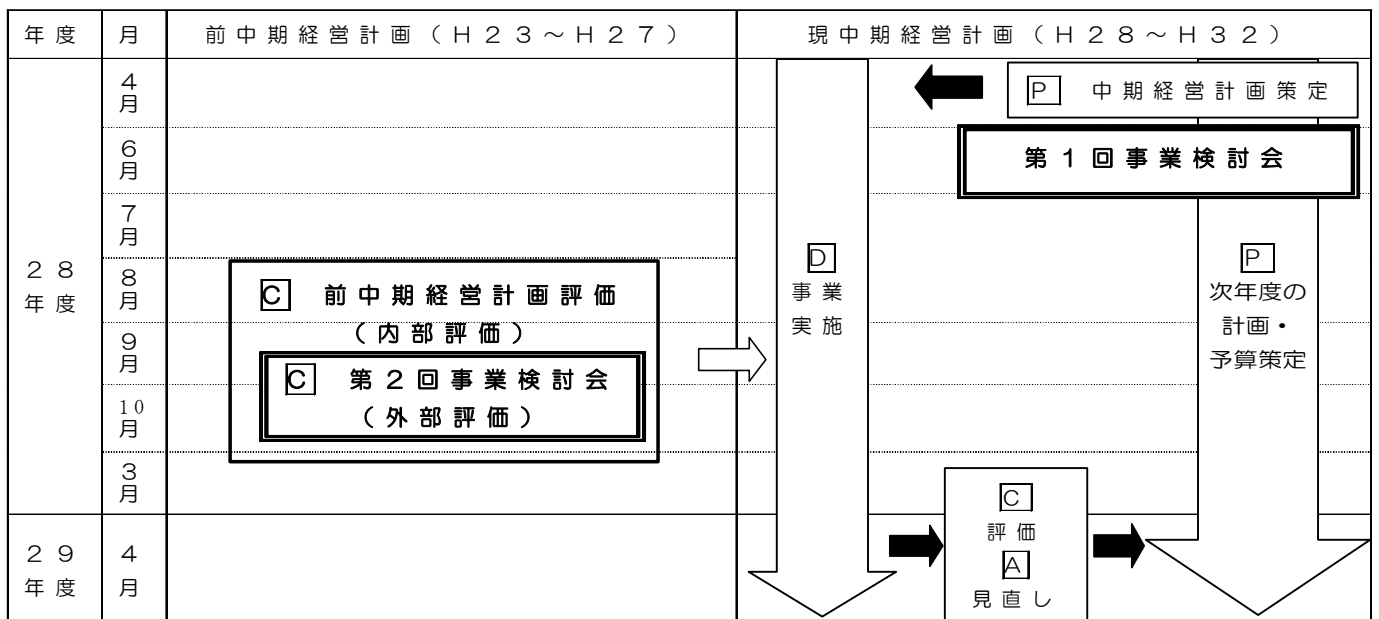 年度 月 前中期経営計画（Ｈ２３～Ｈ２７） 現中期経営計画（Ｈ２８～Ｈ３２）
２８
年度
４
月
６
月
７
月
８
月
９
月
10
月
３
月
２９
年度
４
月
C 前中期経営計画評価
（内部評価）
C 第２回事業検討会
（外部評価）
P 中期経営計画策定
第１回事業検討会
D
事業
実施
P
次年度の
計画・
予算策定
C
評価
A
見直し